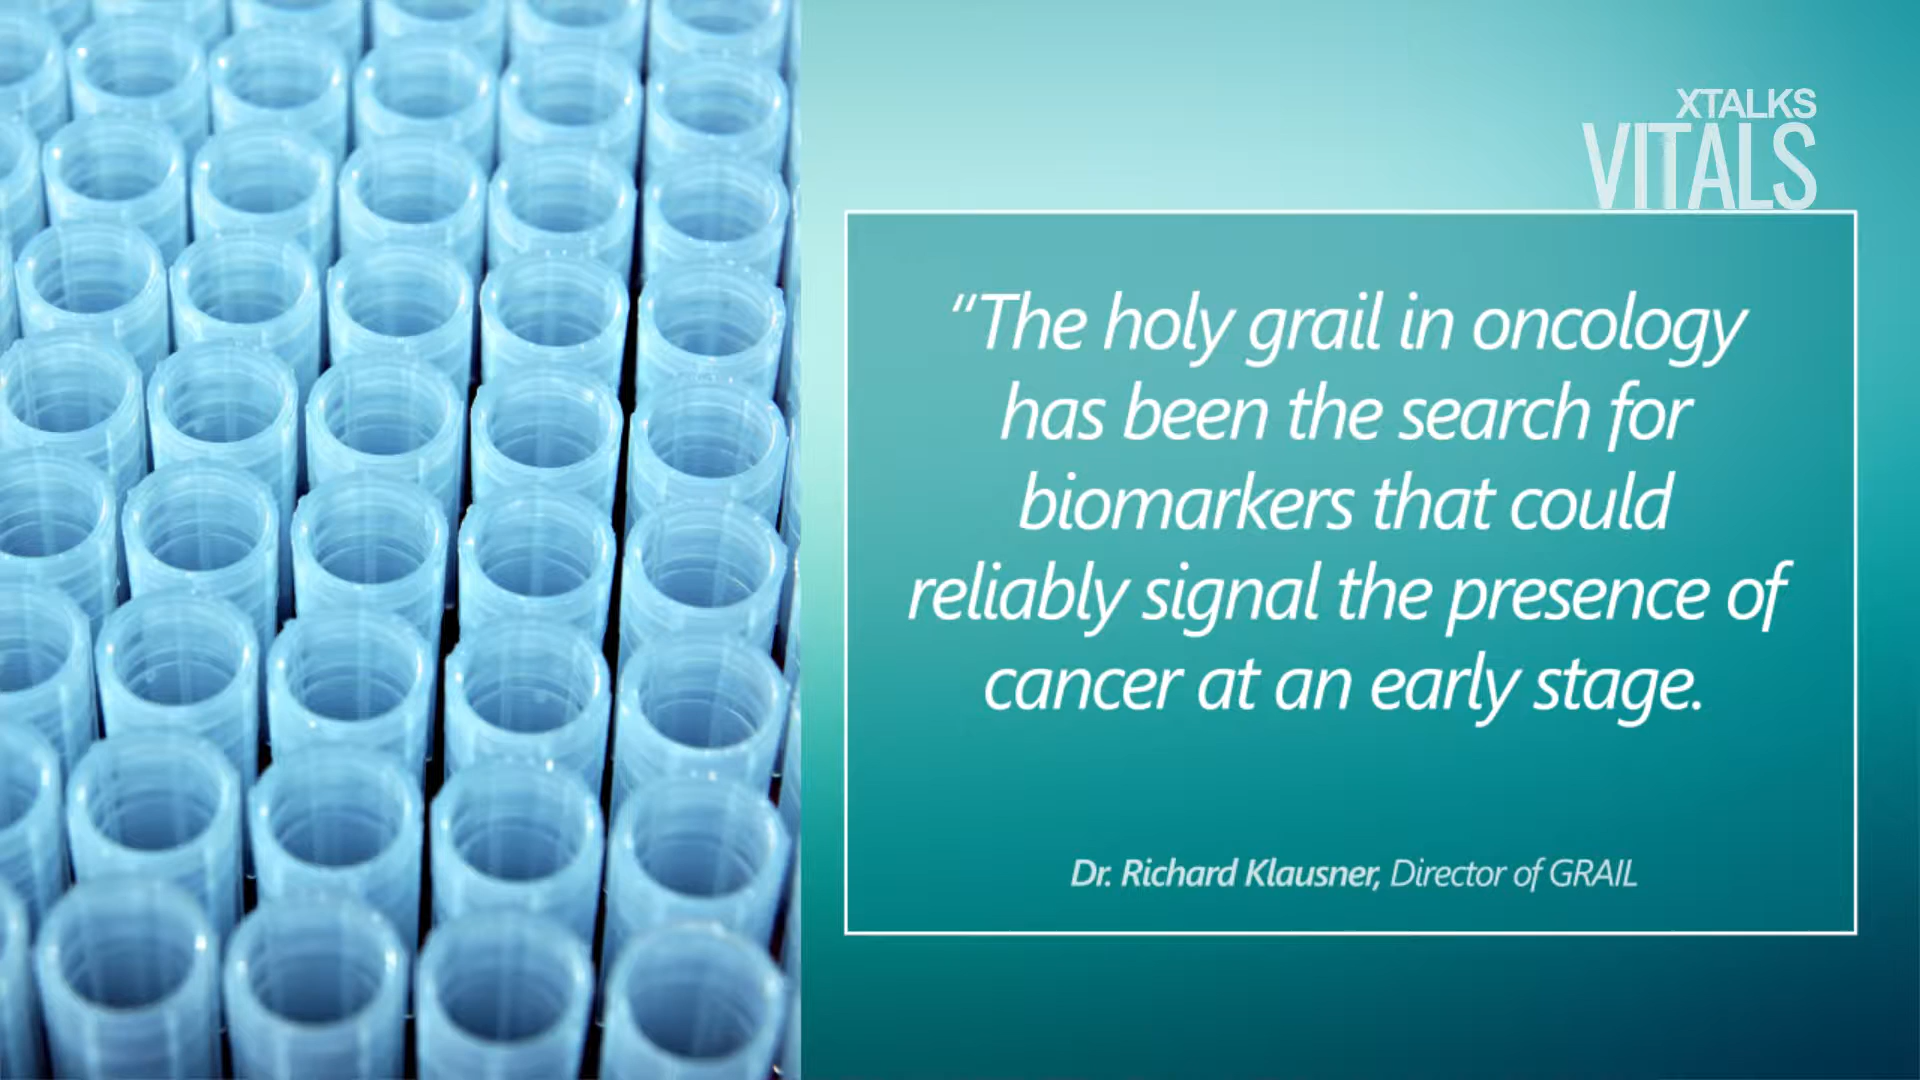 XTALKS
VITALS
“The holy grail in oncology
has been the search for
biomarkers that could
reliably signal the presence of
cancer at an early stage.
Dr. Richard Klausner, Director of GRAIL